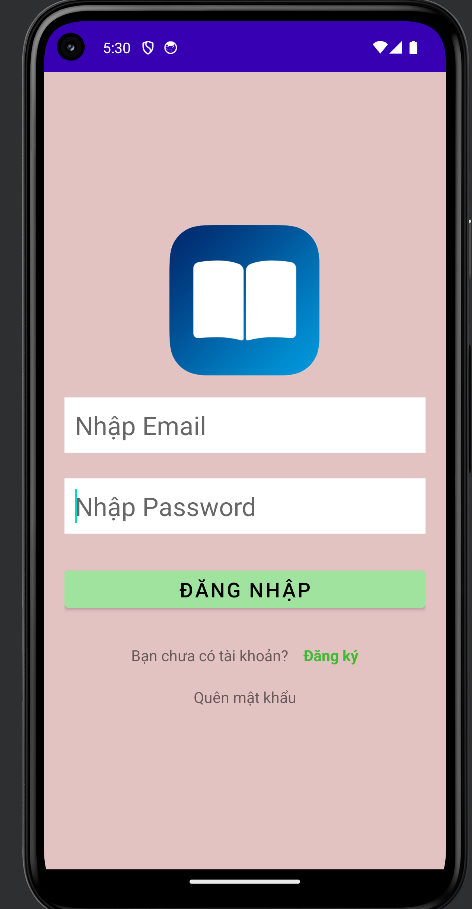 5:30
Nhập Email
Nhập Password
ĐĂNG NHẬP
Bạn chưa có tài khoản? Đăng ký
Quên mật khẩu